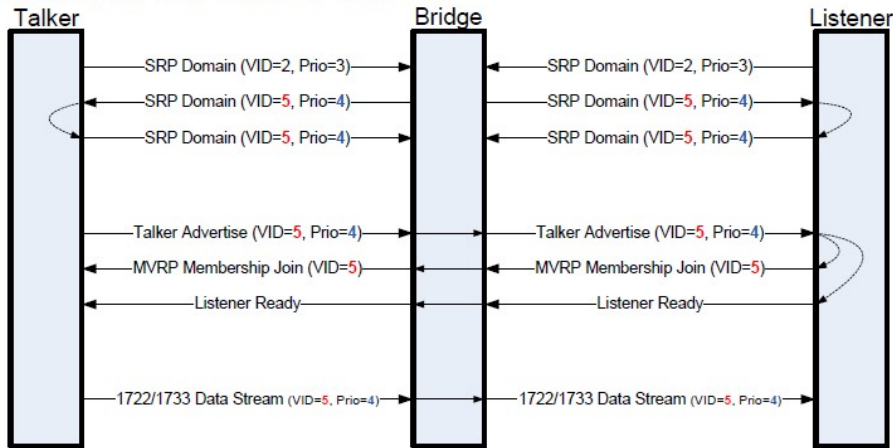 Talker Bridge Listener
SRP Domain (VID=2, Prio=3) SRP Domain (VID=2, Prio=3)
SRP Domain (VID=5, Prio=4) SRP Domain (VID=5, Prio=4)
SRP Domain (VID=5, Prio=4) SRP Domain (VID=5, Prio=4)
Talker Advertise (VID=5, Prio=4) Talker Advertise (VID=5, Prio=4)
MVRP Membership Join (VID=5) MVRP Membership Join (VID=5)
Listener Ready Listener Ready
1722/1733 Data Stream (VID=5, Prio=4) 1722/1733 Data Stream (VID=5, Prio=4)